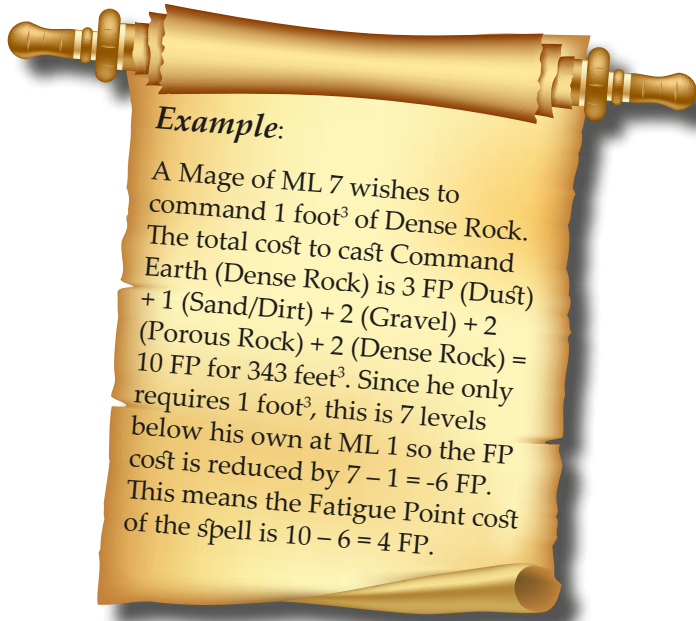 Example:
A Mage of ML 7 wishes to
command 1 foot³ of Dense Rock.
The total cost to cast Command
Earth (Dense Rock) is 3 FP (Dust)
+ 1 (Sand/Dirt) + 2 (Gravel) + 2
(Porous Rock) + 2 (Dense Rock) =
10 FP for 343 feet³. Since he only
requires 1 foot³, this is 7 levels
below his own at ML 1 so the FP
cost is reduced by 7 – 1 = -6 FP.
This means the Fatigue Point cost
of the spell is 10 – 6 = 4 FP.